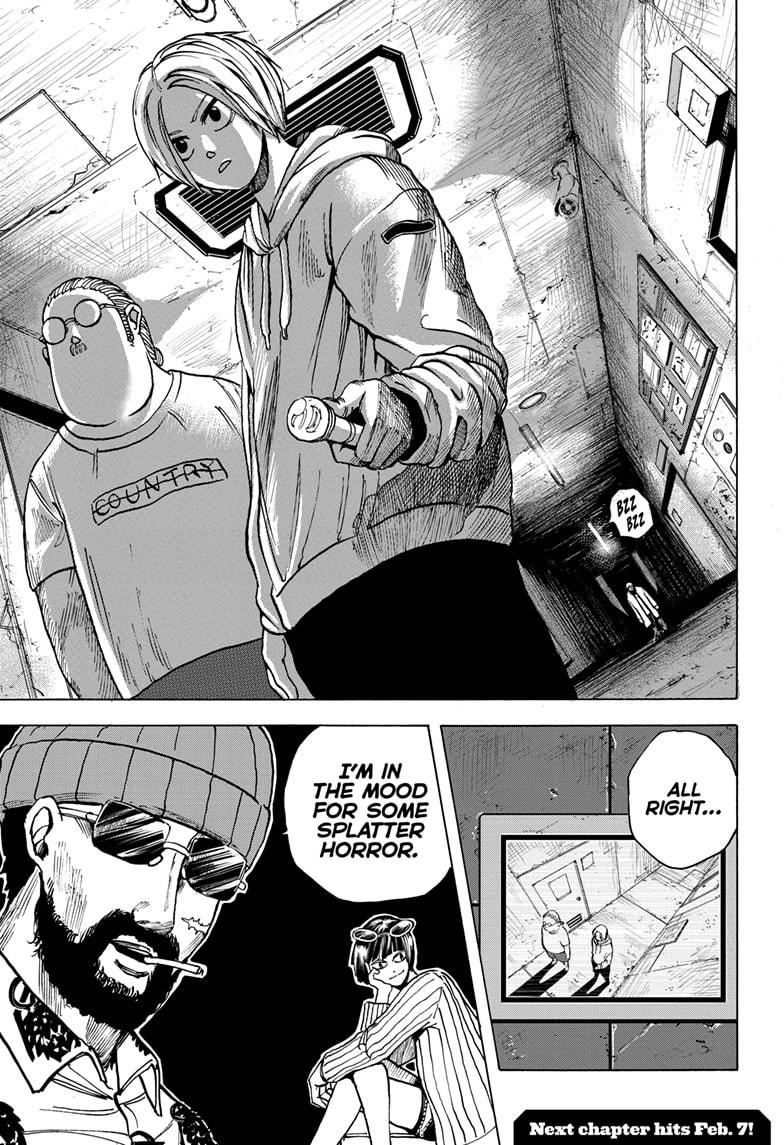 COUNTRY
BZZ
BZZ
ALL
RIGHT...
I'M IN
THE MOOD
FOR SOME
SPLATTER
HORROR.
Next chapter hits Feb. 7!